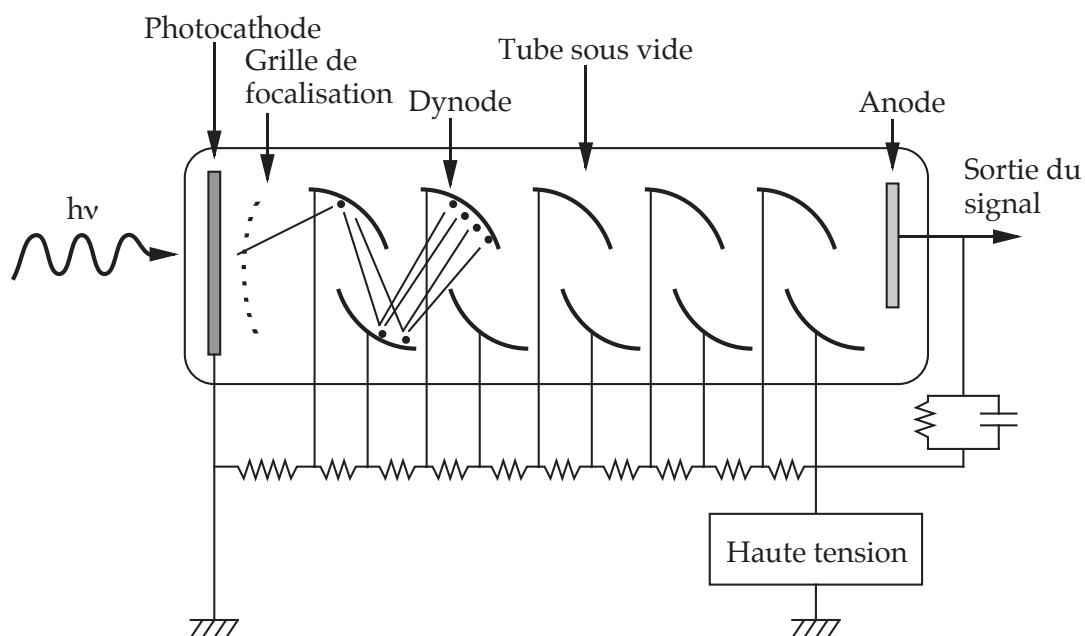 Photocathode
Grille de
focalisation
Dynode
Tube sous vide
Anode
Sortie du
signal
hν
Haute tension